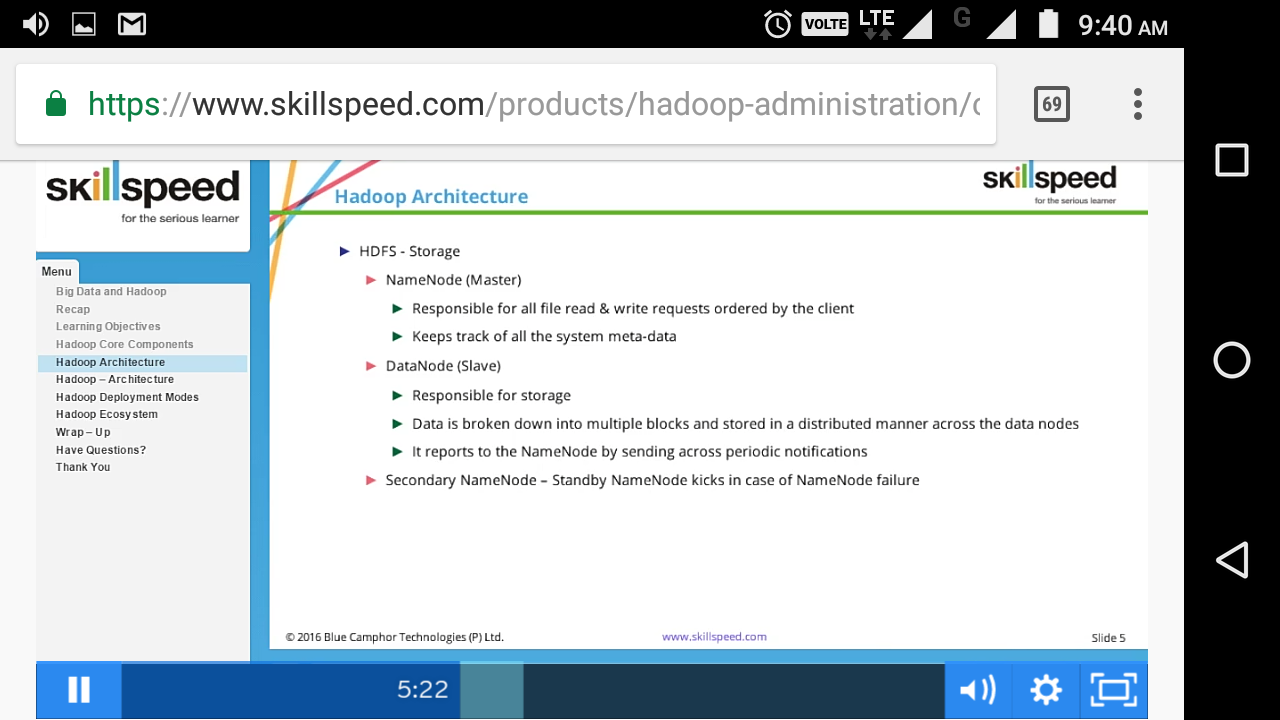 VOLTE LTE G 9:40 AM
https://www.skillspeed.com/products/hadoop-administration/
69
skillspeed
for the serious learner
Menu
Big Data and Hadoop
Recap
Learning Objectives
Hadoop Core Components
Hadoop Architecture
Hadoop – Architecture
Hadoop Deployment Modes
Hadoop Ecosystem
Wrap – Up
Have Questions?
Thank You
Hadoop Architecture
skillspeed
for the serious learner
HDFS - Storage
NameNode (Master)
Responsible for all file read & write requests ordered by the client
Keeps track of all the system meta-data
DataNode (Slave)
Responsible for storage
Data is broken down into multiple blocks and stored in a distributed manner across the data nodes
It reports to the NameNode by sending across periodic notifications
Secondary NameNode – Standby NameNode kicks in case of NameNode failure
© 2016 Blue Camphor Technologies (P) Ltd.
www.skillspeed.com
Slide 5
5:22